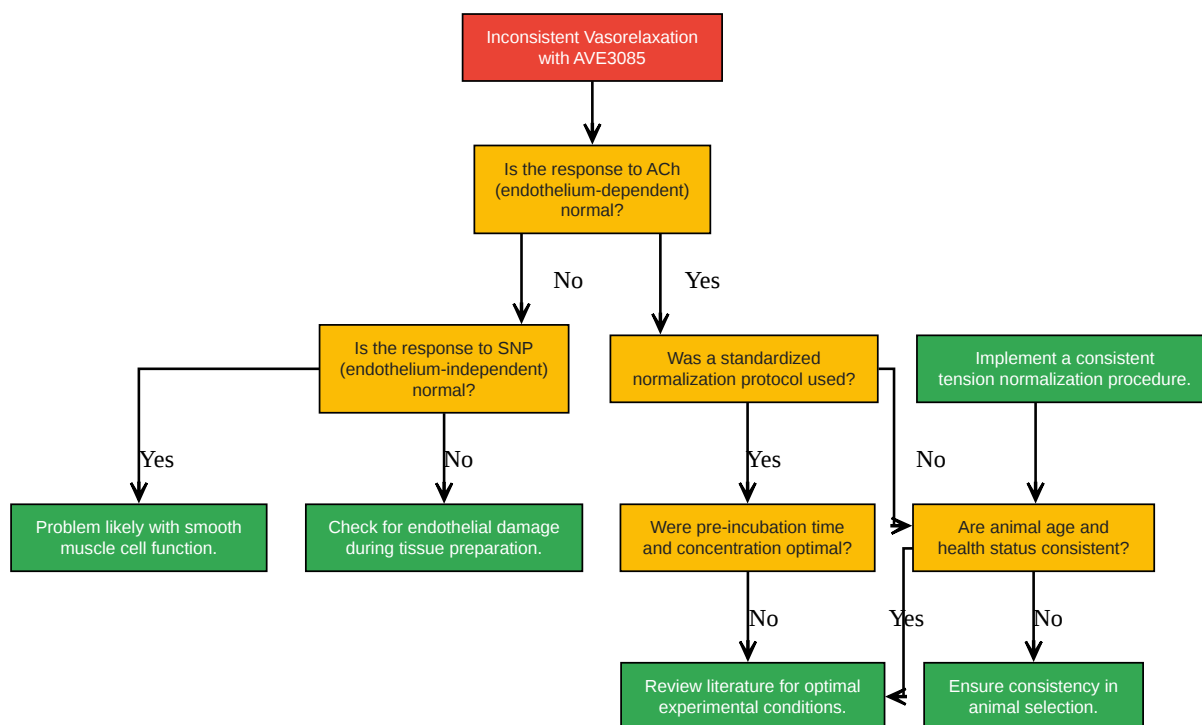 Inconsistent Vasorelaxation
with AVE3085
Is the response to ACh
(endothelium-dependent)
normal?
No
Yes
Is the response to SNP
(endothelium-independent)
normal?
Was a standardized
normalization protocol used?
Implement a consistent
tension normalization procedure.
Yes
No
Yes
No
Problem likely with smooth
muscle cell function.
Check for endothelial damage
during tissue preparation.
Were pre-incubation time
and concentration optimal?
Are animal age and
health status consistent?
No
Yes
No
Review literature for optimal
experimental conditions.
Ensure consistency in
animal selection.